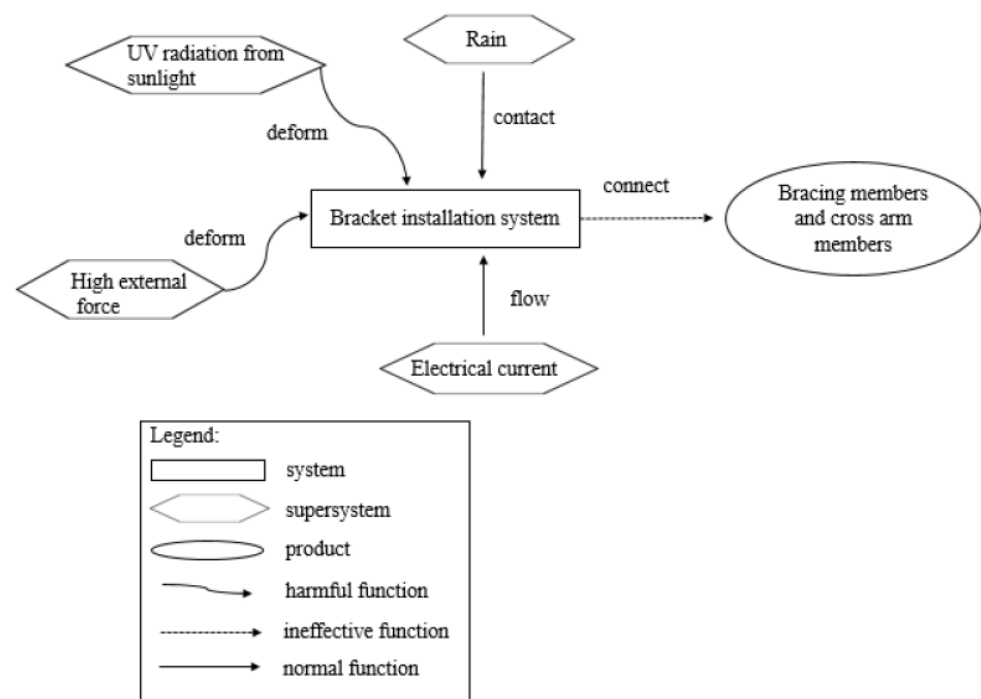 UV radiation from
sunlight
Rain
deform
contact
Bracket installation system
connect
Bracing members
and cross arm
members
deform
High external
force
flow
Electrical current
Legend:
system
supersystem
product
harmful function
ineffective function
normal function